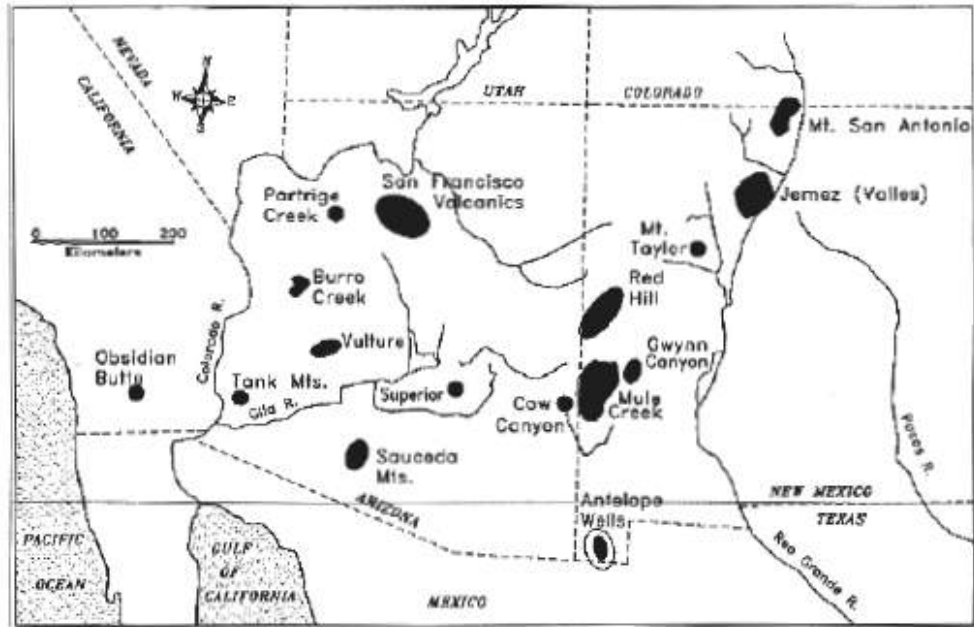 NEVADA
CALIFORNIA
N
W E
S
UTAH
COLORADO
Mt. San Antonio
Partrige
Creek
San Francisco
Volcanics
Jemez (Valles)
0 100 200
Kilometers
Mt.
Taylor
Burro
Creek
Red
Hill
Colorado R.
Vulture
Gwynn
Canyon
Obsidian
Butte
Tank Mts.
Gila R.
Superior
Cow
Canyon
Mule
Creek
Pecos R.
Sauceda
Mts.
ARIZONA
Antelope
Wells
NEW MEXICO
TEXAS
PACIFIC
OCEAN
GULF
OF
CALIFORNIA
MEXICO
Reo Grande R.